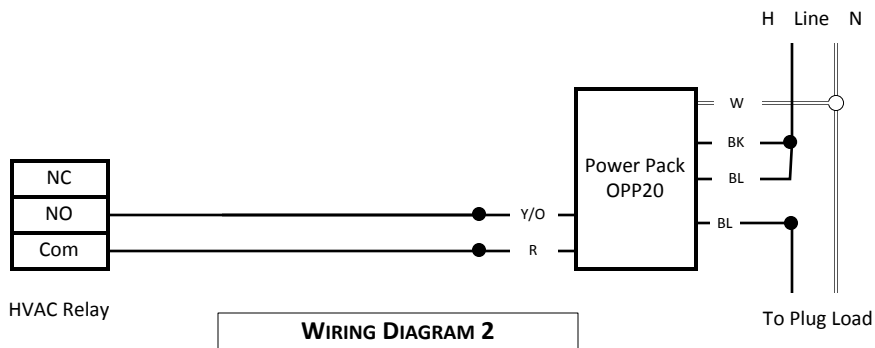 H Line N
W
BK
Power Pack
OPP20
BL
NC
NO
Y/O
BL
Com
R
HVAC Relay
To Plug Load
WIRING DIAGRAM 2